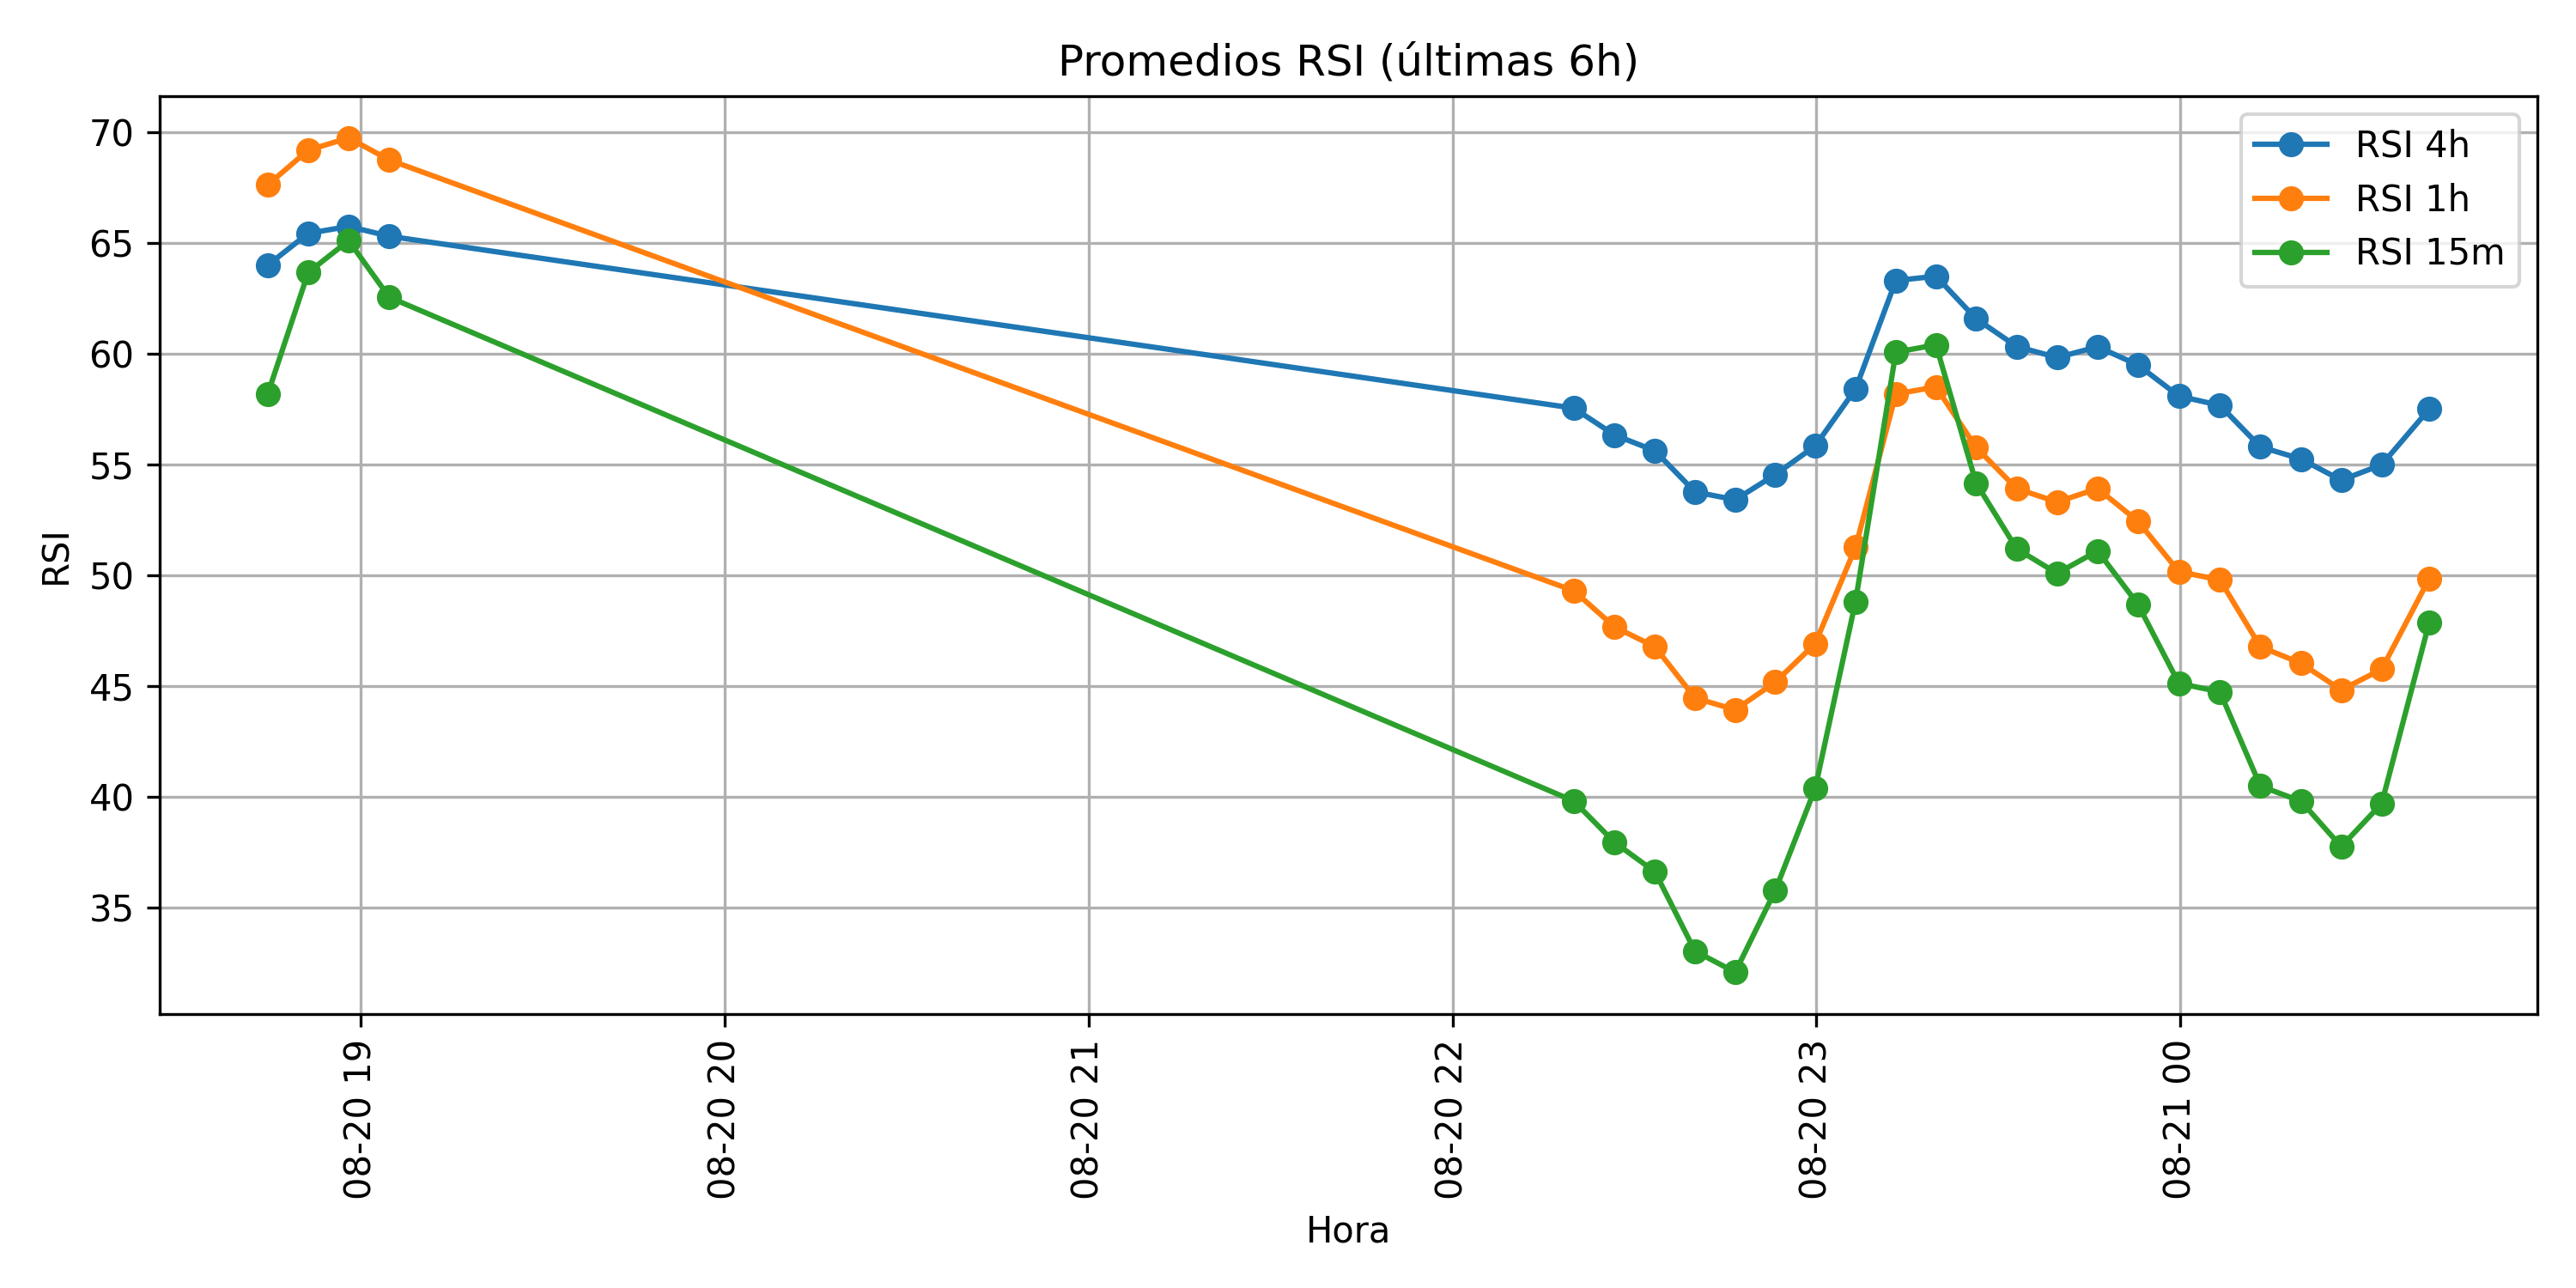 Promedios RSI (últimas 6h)
RSI 4h
RSI 1h
RSI 15m
70
65
60
55
50
45
40
35
RSI
08-20 19
08-20 20
08-20 21
08-20 22
08-20 23
08-21 00
Hora